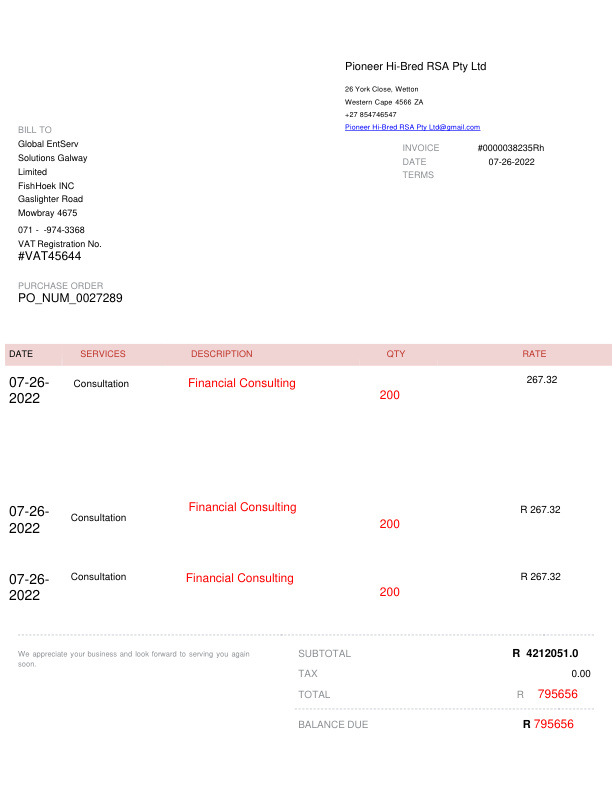 Pioneer Hi-Bred RSA Pty Ltd
26 York Close, Wetton
Western Cape 4566 ZA
+27 854746547
Pioneer Hi-Bred RSA Pty Ltd@gmail.com
BILL TO
Global EntServ
Solutions Galway
Limited
FishHoek INC
Gaslighter Road
Mowbray 4675
071 - -974-3368
VAT Registration No.
#VAT45644
INVOICE #0000038235Rh
DATE 07-26-2022
TERMS
PURCHASE ORDER
PO_NUM_0027289
DATE SERVICES DESCRIPTION QTY RATE
07-26-
2022 Consultation Financial Consulting 200 267.32
07-26-
2022 Consultation Financial Consulting 200 R 267.32
07-26-
2022 Consultation Financial Consulting 200 R 267.32
We appreciate your business and look forward to serving you again
soon.
SUBTOTAL R 4212051.0
TAX 0.00
TOTAL R 795656
BALANCE DUE R 795656